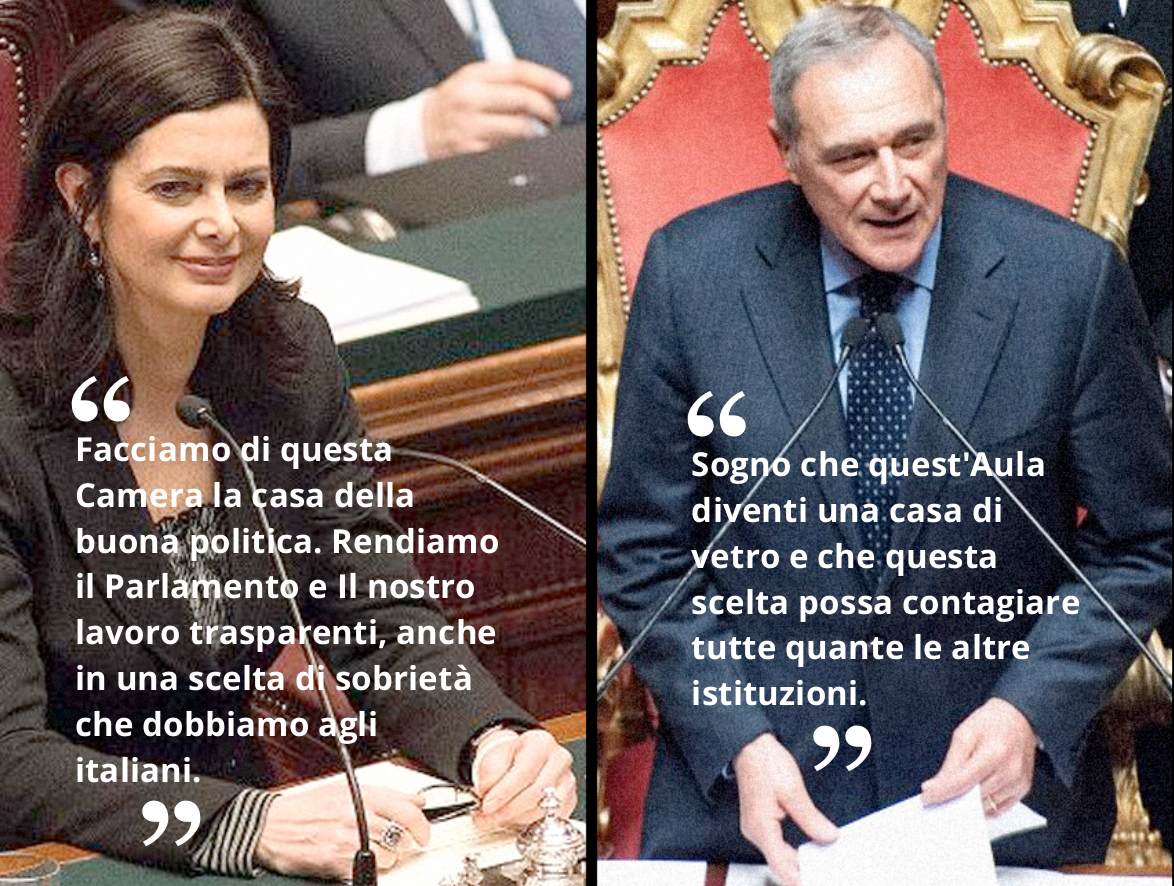 “
Facciamo di questa
Camera la casa della
buona politica. Rendiamo
il Parlamento e Il nostro
lavoro trasparenti, anche
in una scelta di sobrietà
che dobbiamo agli
italiani.
”
“
Sogno che quest'Aula
diventi una casa di
vetro e che questa
scelta possa contagiare
tutte quante le altre
istituzioni.
”